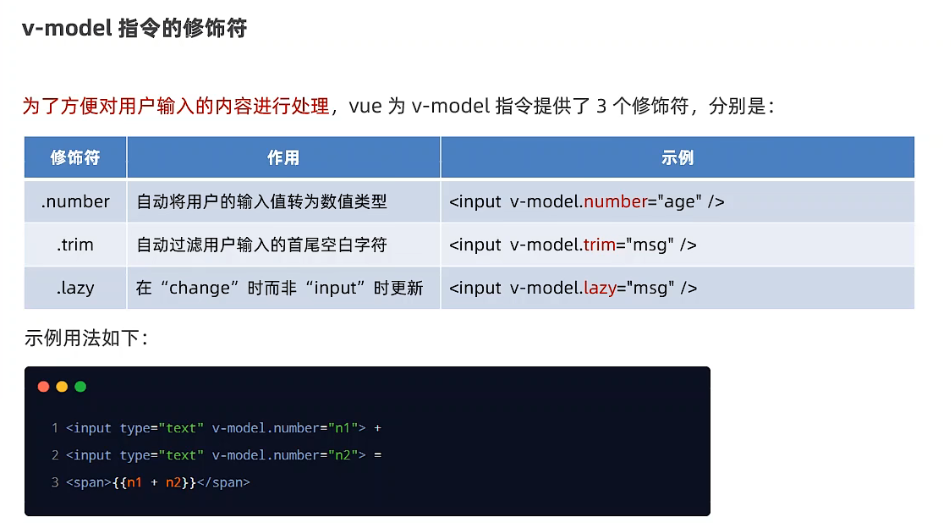 v-model 指令的修饰符
为了方便对用户输入的内容进行处理，vue 为 v-model 指令提供了 3 个修饰符，分别是：
修饰符 作用 示例
.number 自动将用户的输入值转为数值类型 <input v-model.number="age" />
.trim 自动过滤用户输入的首尾空白字符 <input v-model.trim="msg" />
.lazy 在“change”时而非“input”时更新 <input v-model.lazy="msg" />
示例用法如下：
1 <input type="text" v-model.number="n1"> +
2 <input type="text" v-model.number="n2"> =
3 <span>{{n1 + n2}}</span>